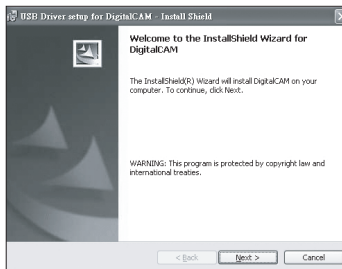 USB Driver setup for DigitalCAM - Install Shield
Welcome to the InstallShield Wizard for
DigitalCAM
The InstallShield(R) Wizard will install DigitalCAM on your
computer. To continue, click Next.
WARNING: This program is protected by copyright law and
international treaties.
< Back Next > Cancel